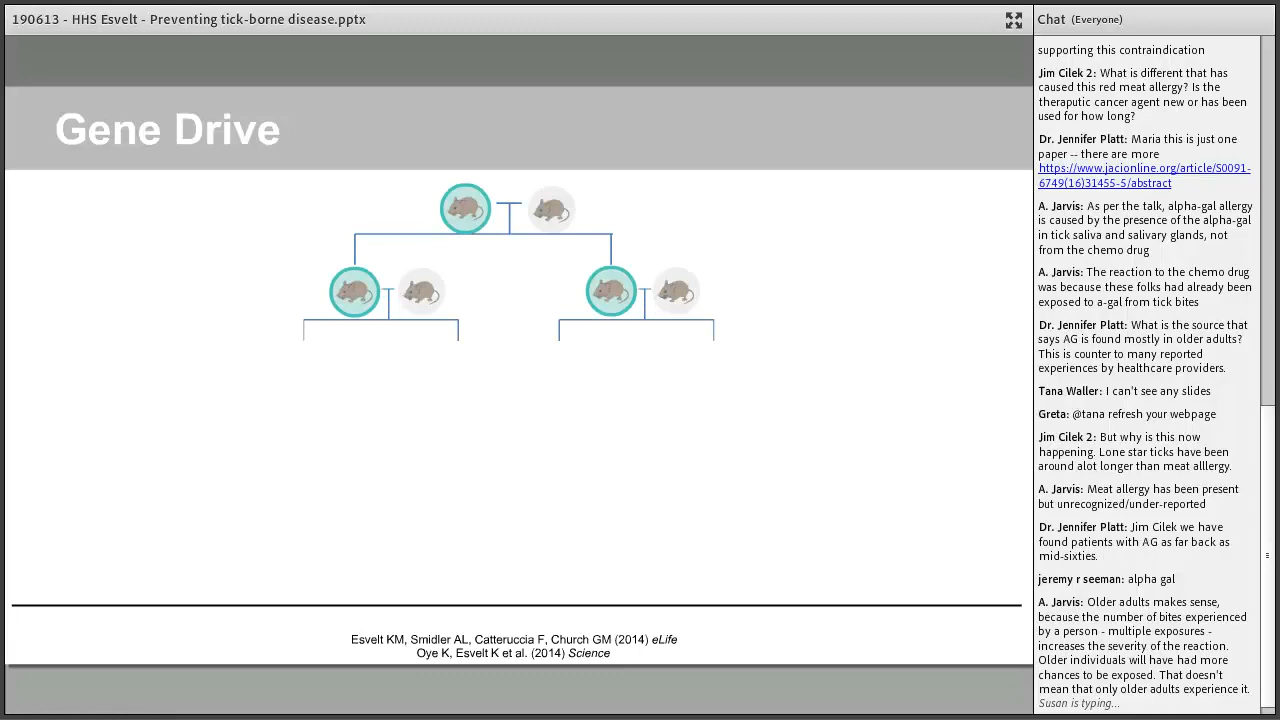 190613 - HHS Esvelt - Preventing tick-borne disease.pptx
Gene Drive
Esvelt KM, Smidler AL, Catteruccia F, Church GM (2014) eLife
Oye K, Esvelt K et al. (2014) Science
Chat (Everyone)
supporting this contraindication
Jim Cilek 2: What is different that has
caused this red meat allergy? Is the
theraputic cancer agent new or has been
used for how long?
Dr. Jennifer Platt: Maria this is just one
paper -- there are more
https://www.jacionline.org/article/S0091-
6749(16)31455-5/abstract
A. Jarvis: As per the talk, alpha-gal allergy
is caused by the presence of the alpha-gal
in tick saliva and salivary glands, not
from the chemo drug
A. Jarvis: The reaction to the chemo drug
was because these folks had already been
exposed to a-gal from tick bites
Dr. Jennifer Platt: What is the source that
says AG is found mostly in older adults?
This is counter to many reported
experiences by healthcare providers.
Tana Waller: I can't see any slides
Greta: @tana refresh your webpage
Jim Cilek 2: But why is this now
happening. Lone star ticks have been
around alot longer than meat alllergy.
A. Jarvis: Meat allergy has been present
but unrecognized/under-reported
Dr. Jennifer Platt: Jim Cilek we have
found patients with AG as far back as
mid-sixties.
jeremy r seeman: alpha gal
A. Jarvis: Older adults makes sense,
because the number of bites experienced
by a person - multiple exposures -
increases the severity of the reaction.
Older individuals will have had more
chances to be exposed. That doesn't
mean that only older adults experience it.
Susan is typing...